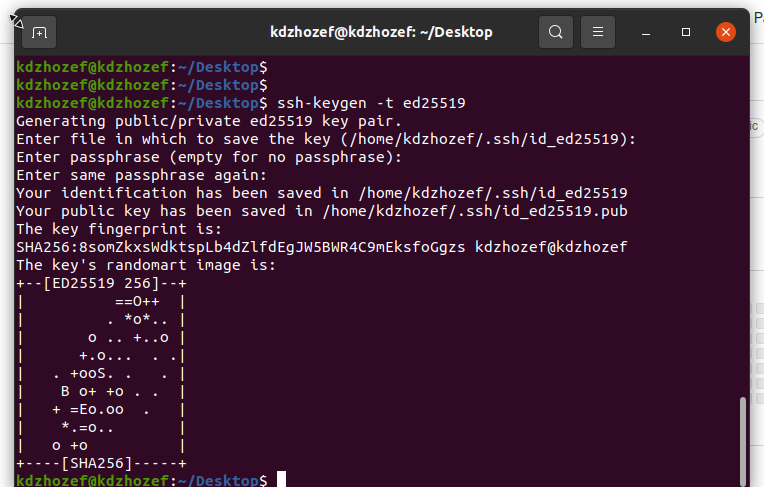 kdzhozef@kdzhozef: ~/Desktop
kdzhozef@kdzhozef:~/Desktop$
kdzhozef@kdzhozef:~/Desktop$
kdzhozef@kdzhozef:~/Desktop$ ssh-keygen -t ed25519
Generating public/private ed25519 key pair.
Enter file in which to save the key (/home/kdzhozef/.ssh/id_ed25519):
Enter passphrase (empty for no passphrase):
Enter same passphrase again:
Your identification has been saved in /home/kdzhozef/.ssh/id_ed25519
Your public key has been saved in /home/kdzhozef/.ssh/id_ed25519.pub
The key fingerprint is:
SHA256:8somZkxsWdktspLb4dZlfdEgJW5BWR4C9mEksfoGgzs kdzhozef@kdzhozef
The key's randomart image is:
+--[ED25519 256]--+
|          ==O++  |
|         . *o*.. |
|       o .. +..o |
|      +.o...  . .|
|   . +ooS. .   . |
|    B o+ +o . .  |
|   + =Eo.oo  .   |
|    *.=o..       |
|   o +o          |
+----[SHA256]-----+
kdzhozef@kdzhozef:~/Desktop$